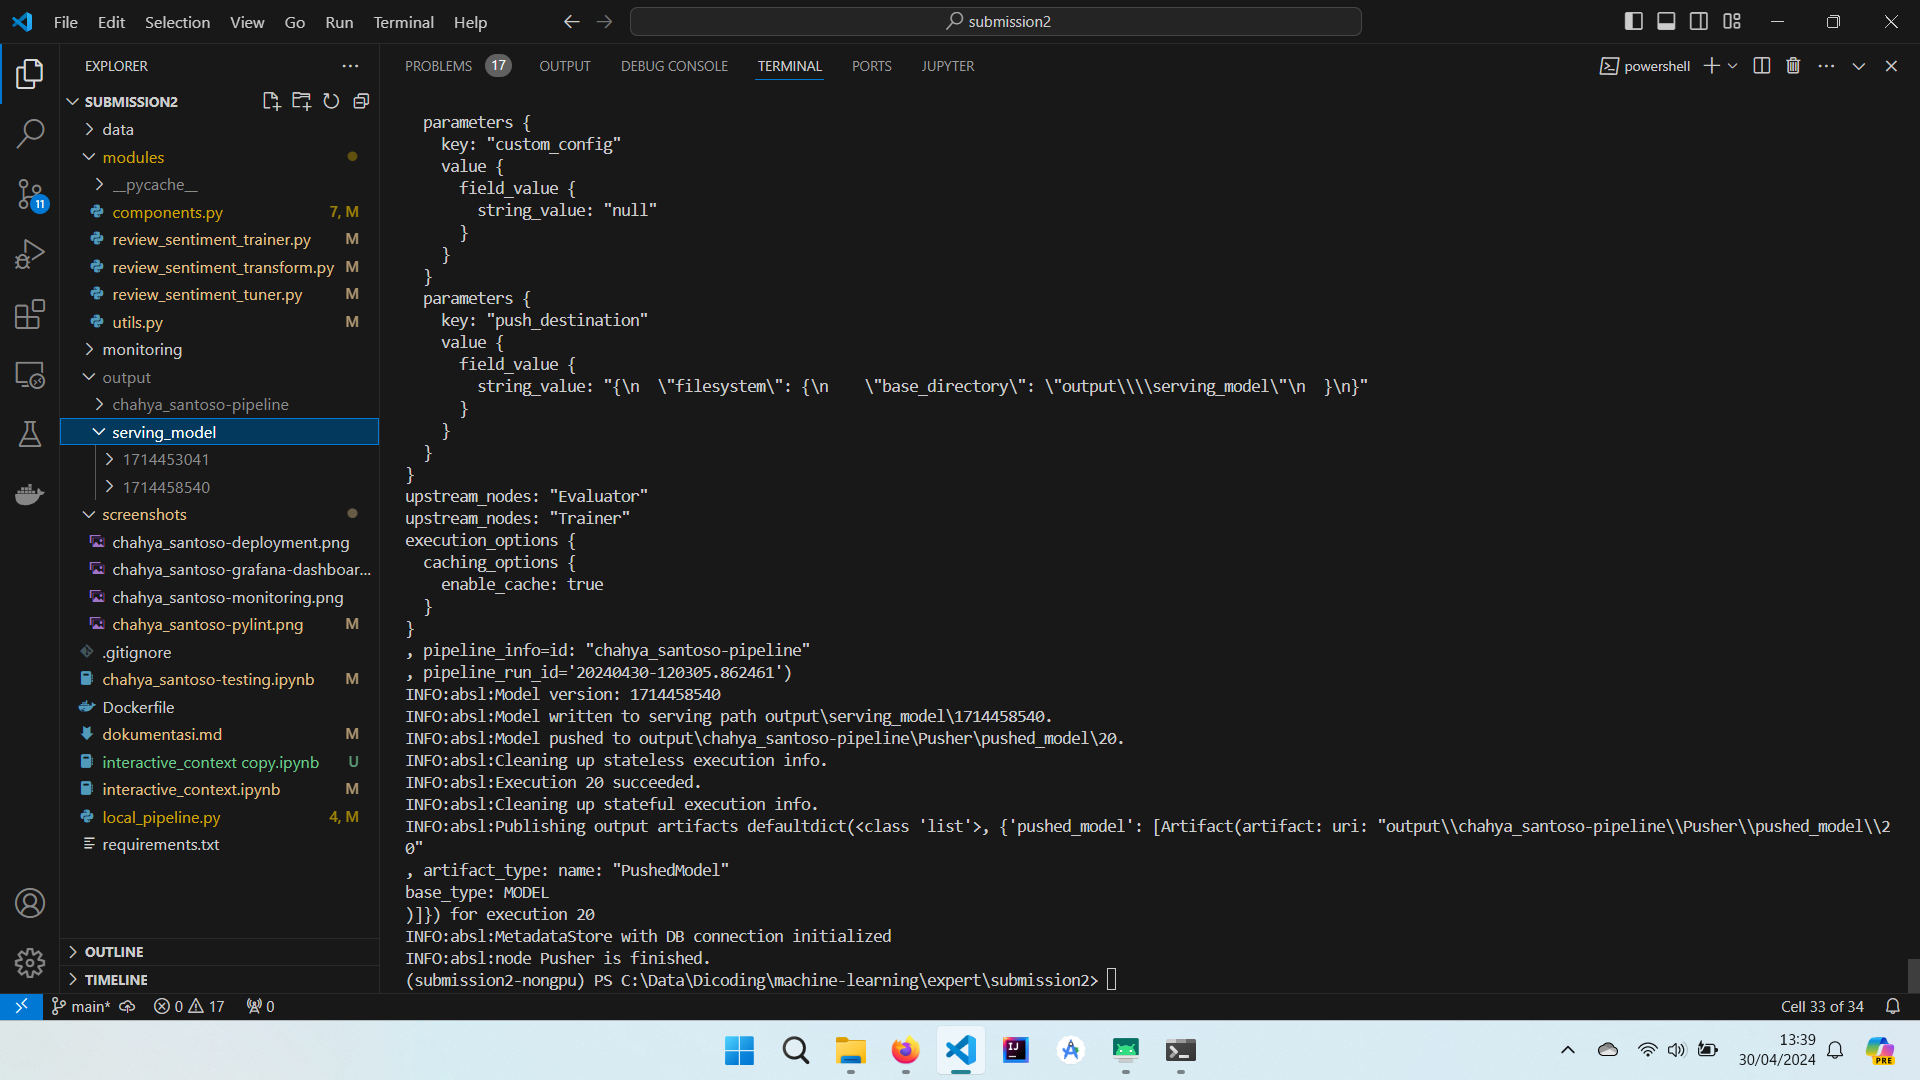 File Edit Selection View Go Run Terminal Help
submission2
EXPLORER
SUBMISSION2
data
modules
__pycache__
components.py 7, M
review_sentiment_trainer.py M
review_sentiment_transform.py M
review_sentiment_tuner.py M
utils.py M
monitoring
output
chahya_santoso-pipeline
serving_model
1714453041
1714458540
screenshots
chahya_santoso-deployment.png
chahya_santoso-grafana-dashboar...
chahya_santoso-monitoring.png
chahya_santoso-pylint.png M
.gitignore
chahya_santoso-testing.ipynb M
Dockerfile
dokumentasi.md M
interactive_context copy.ipynb U
interactive_context.ipynb M
local_pipeline.py 4, M
requirements.txt
OUTLINE
TIMELINE
11
PROBLEMS 17 OUTPUT DEBUG CONSOLE TERMINAL PORTS JUPYTER
powershell
parameters {
key: "custom_config"
value {
field_value {
string_value: "null"
}
}
}
parameters {
key: "push_destination"
value {
field_value {
string_value: "{\n  \"filesystem\": {\n    \"base_directory\": \"output\\\\serving_model\"\n  }\n}"
}
}
}
}
upstream_nodes: "Evaluator"
upstream_nodes: "Trainer"
execution_options {
caching_options {
enable_cache: true
}
}
, pipeline_info=id: "chahya_santoso-pipeline"
, pipeline_run_id='20240430-120305.862461')
INFO:absl:Model version: 1714458540
INFO:absl:Model written to serving path output\serving_model\1714458540.
INFO:absl:Model pushed to output\chahya_santoso-pipeline\Pusher\pushed_model\20.
INFO:absl:Cleaning up stateless execution info.
INFO:absl:Execution 20 succeeded.
INFO:absl:Cleaning up stateful execution info.
INFO:absl:Publishing output artifacts defaultdict(<class 'list'>, {'pushed_model': [Artifact(artifact: uri: "output\\chahya_santoso-pipeline\\Pusher\\pushed_model\\2
0"
, artifact_type: name: "PushedModel"
base_type: MODEL
)]}) for execution 20
INFO:absl:MetadataStore with DB connection initialized
INFO:absl:node Pusher is finished.
(submission2-nongpu) PS C:\Data\Dicoding\machine-learning\expert\submission2>
main* 0 17 0
Cell 33 of 34
13:39
30/04/2024
PRE